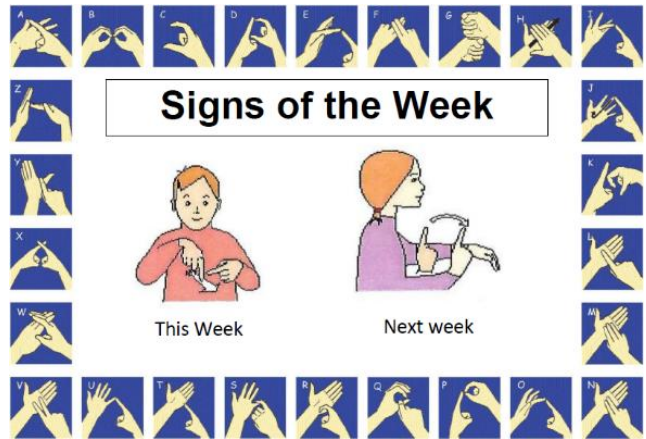 A B C D E F G H I
Z
Signs of the Week
J
Y
K
X
L
This Week
Next week
W
M
V U T S R Q P O N